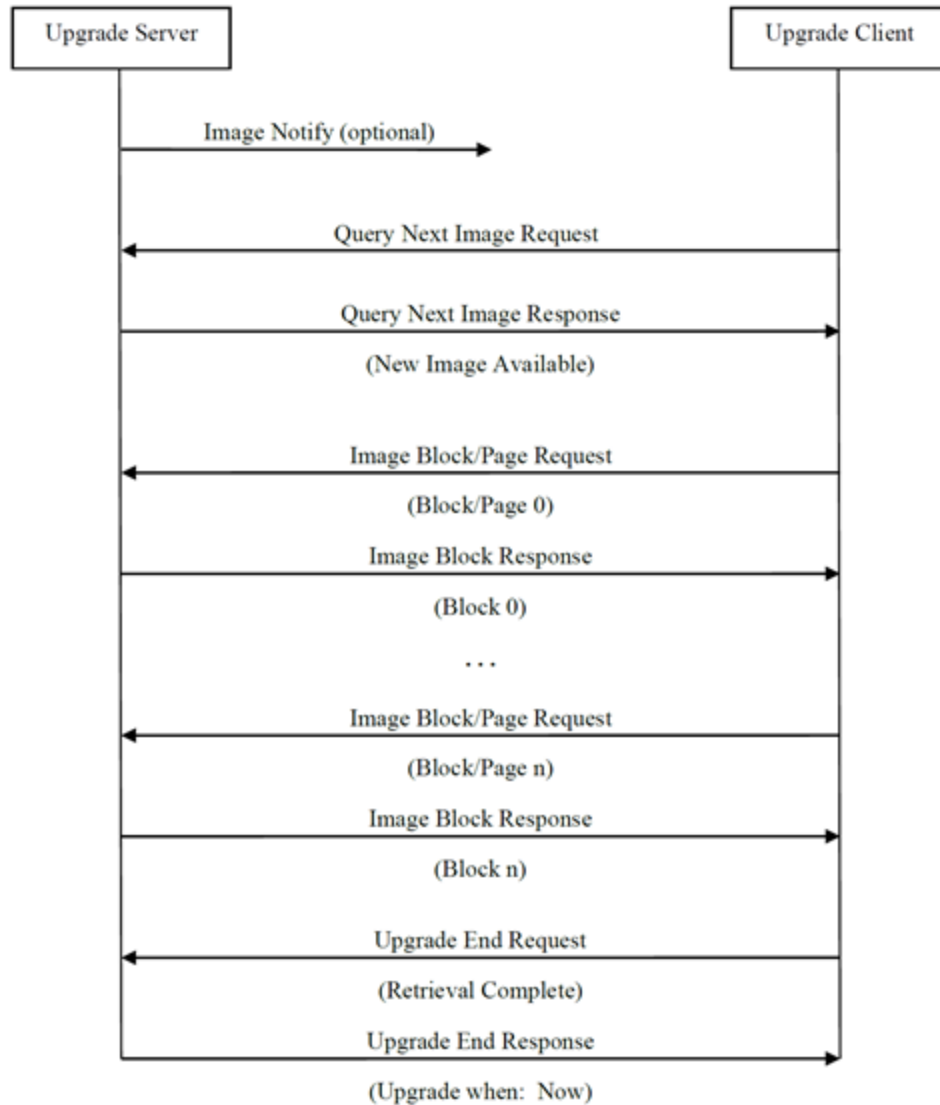 Upgrade Server
Upgrade Client
Image Notify (optional)
Query Next Image Request
Query Next Image Response
(New Image Available)
Image Block/Page Request
(Block/Page 0)
Image Block Response
(Block 0)
...
Image Block/Page Request
(Block/Page n)
Image Block Response
(Block n)
Upgrade End Request
(Retrieval Complete)
Upgrade End Response
(Upgrade when:  Now)